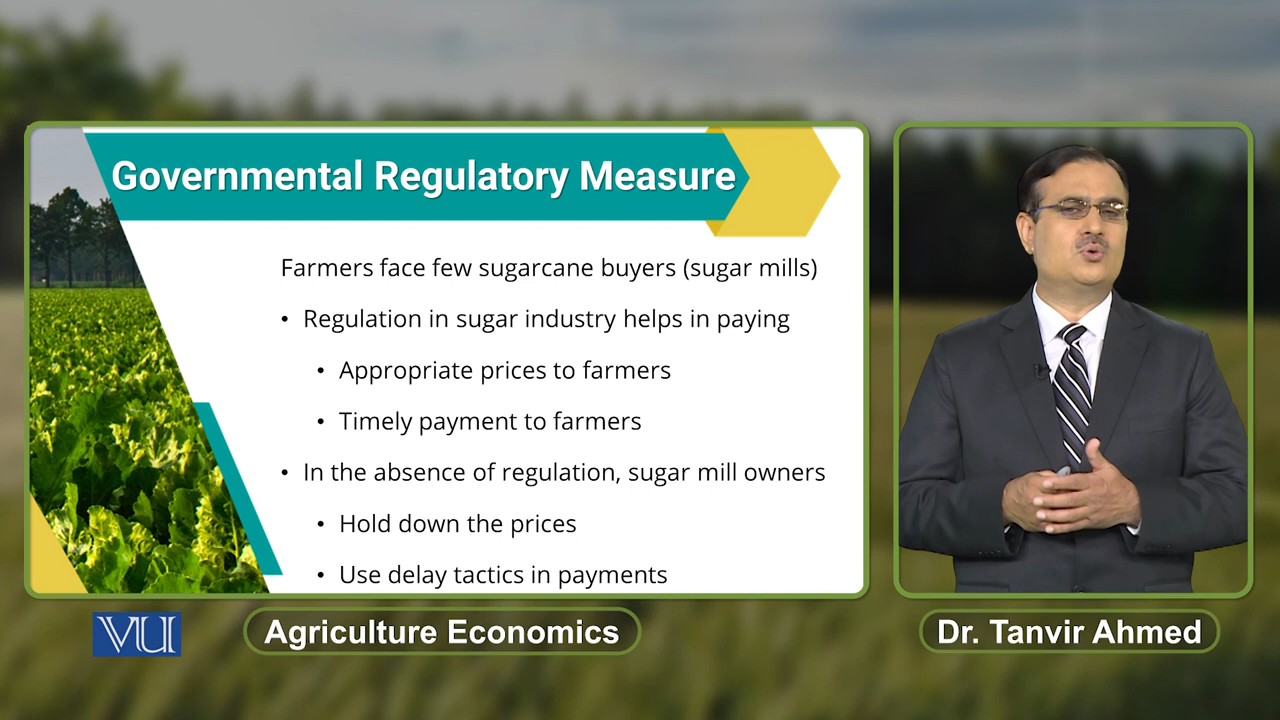 Governmental Regulatory Measure
Farmers face few sugarcane buyers (sugar mills)
• Regulation in sugar industry helps in paying
• Appropriate prices to farmers
• Timely payment to farmers
• In the absence of regulation, sugar mill owners
• Hold down the prices
• Use delay tactics in payments
VU
Agriculture Economics
Dr. Tanvir Ahmed